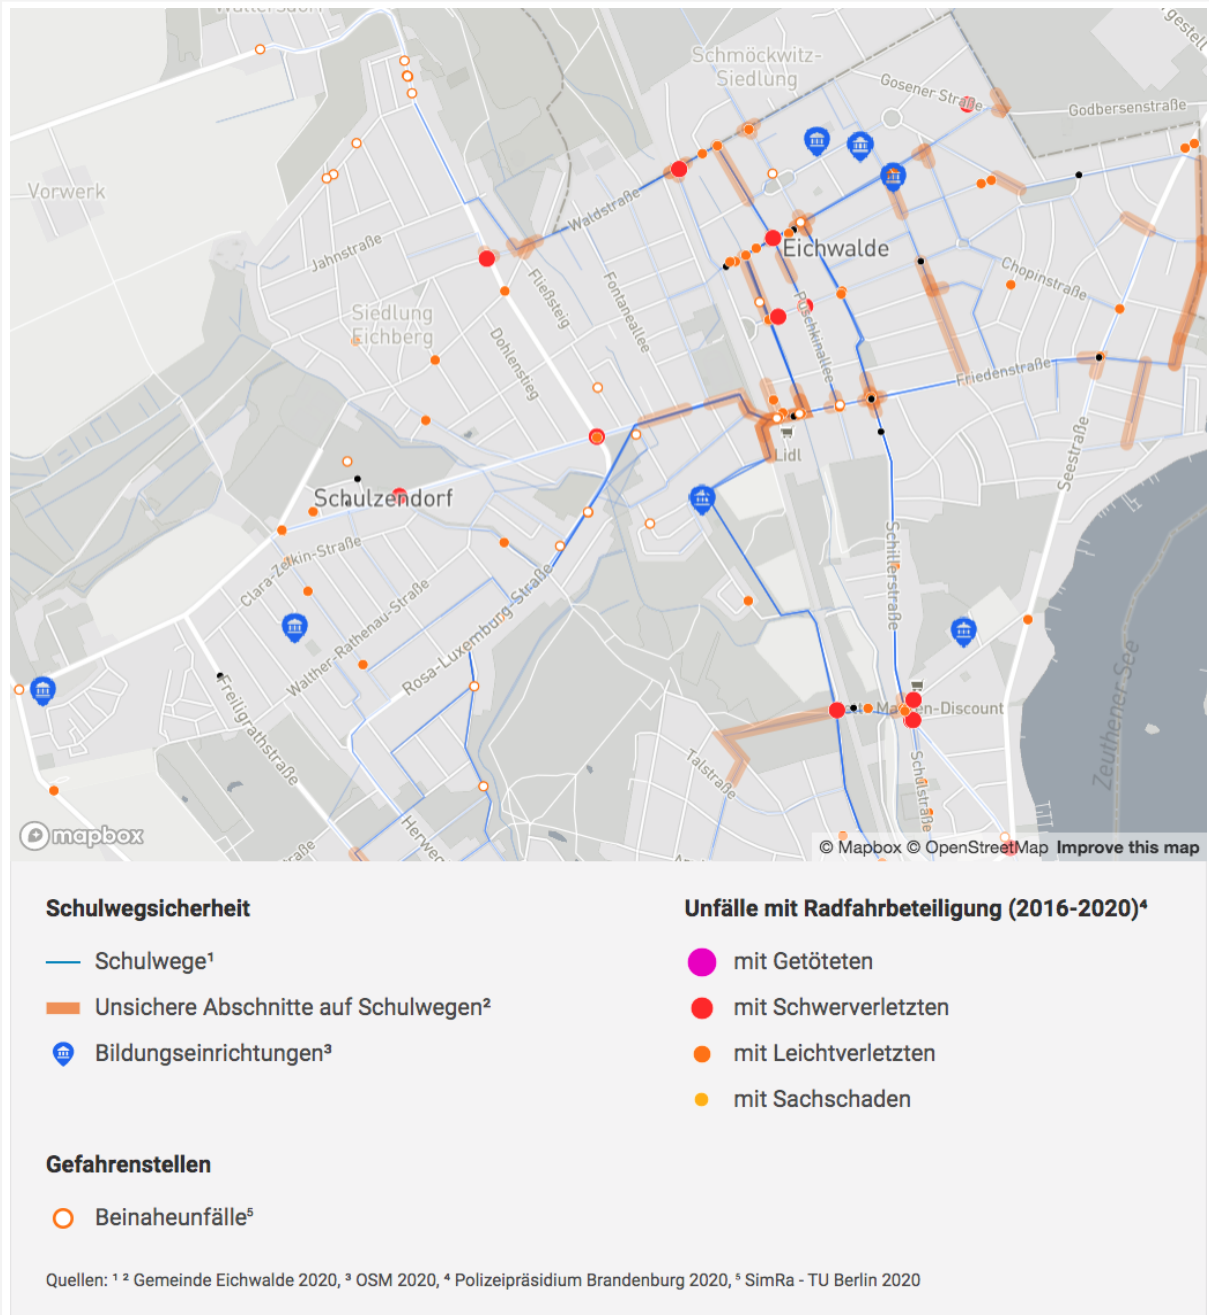 Schmöckwitz-
Siedlung
Gosener Straße
Godbersenstraße
Vorwerk
Waldstraße
Jahnstraße
Eichwalde
Fließsteig
Fontaneallee
Chopinstraße
Siedlung
Eichberg
Puschkinallee
Dohlenstieg
Friedenstraße
Lidl
Seestraße
Schulzendorf
Clara-Zetkin-Straße
Schillerstraße
Walther-Rathenau-Straße
Rosa-Luxemburg-Straße
Zeuthener See
Freiligrathstraße
-Discount
Talstraße
Schulstraße
Herweg
mapbox
© Mapbox © OpenStreetMap Improve this map
Schulwegsicherheit
Schulwege¹
Unsichere Abschnitte auf Schulwegen²
Bildungseinrichtungen³
Unfälle mit Radfahrbeteiligung (2016-2020)⁴
mit Getöteten
mit Schwerverletzten
mit Leichtverletzten
mit Sachschaden
Gefahrenstellen
Beinaheunfälle⁵
Quellen: ¹ ² Gemeinde Eichwalde 2020, ³ OSM 2020, ⁴ Polizeipräsidium Brandenburg 2020, ⁵ SimRa - TU Berlin 2020